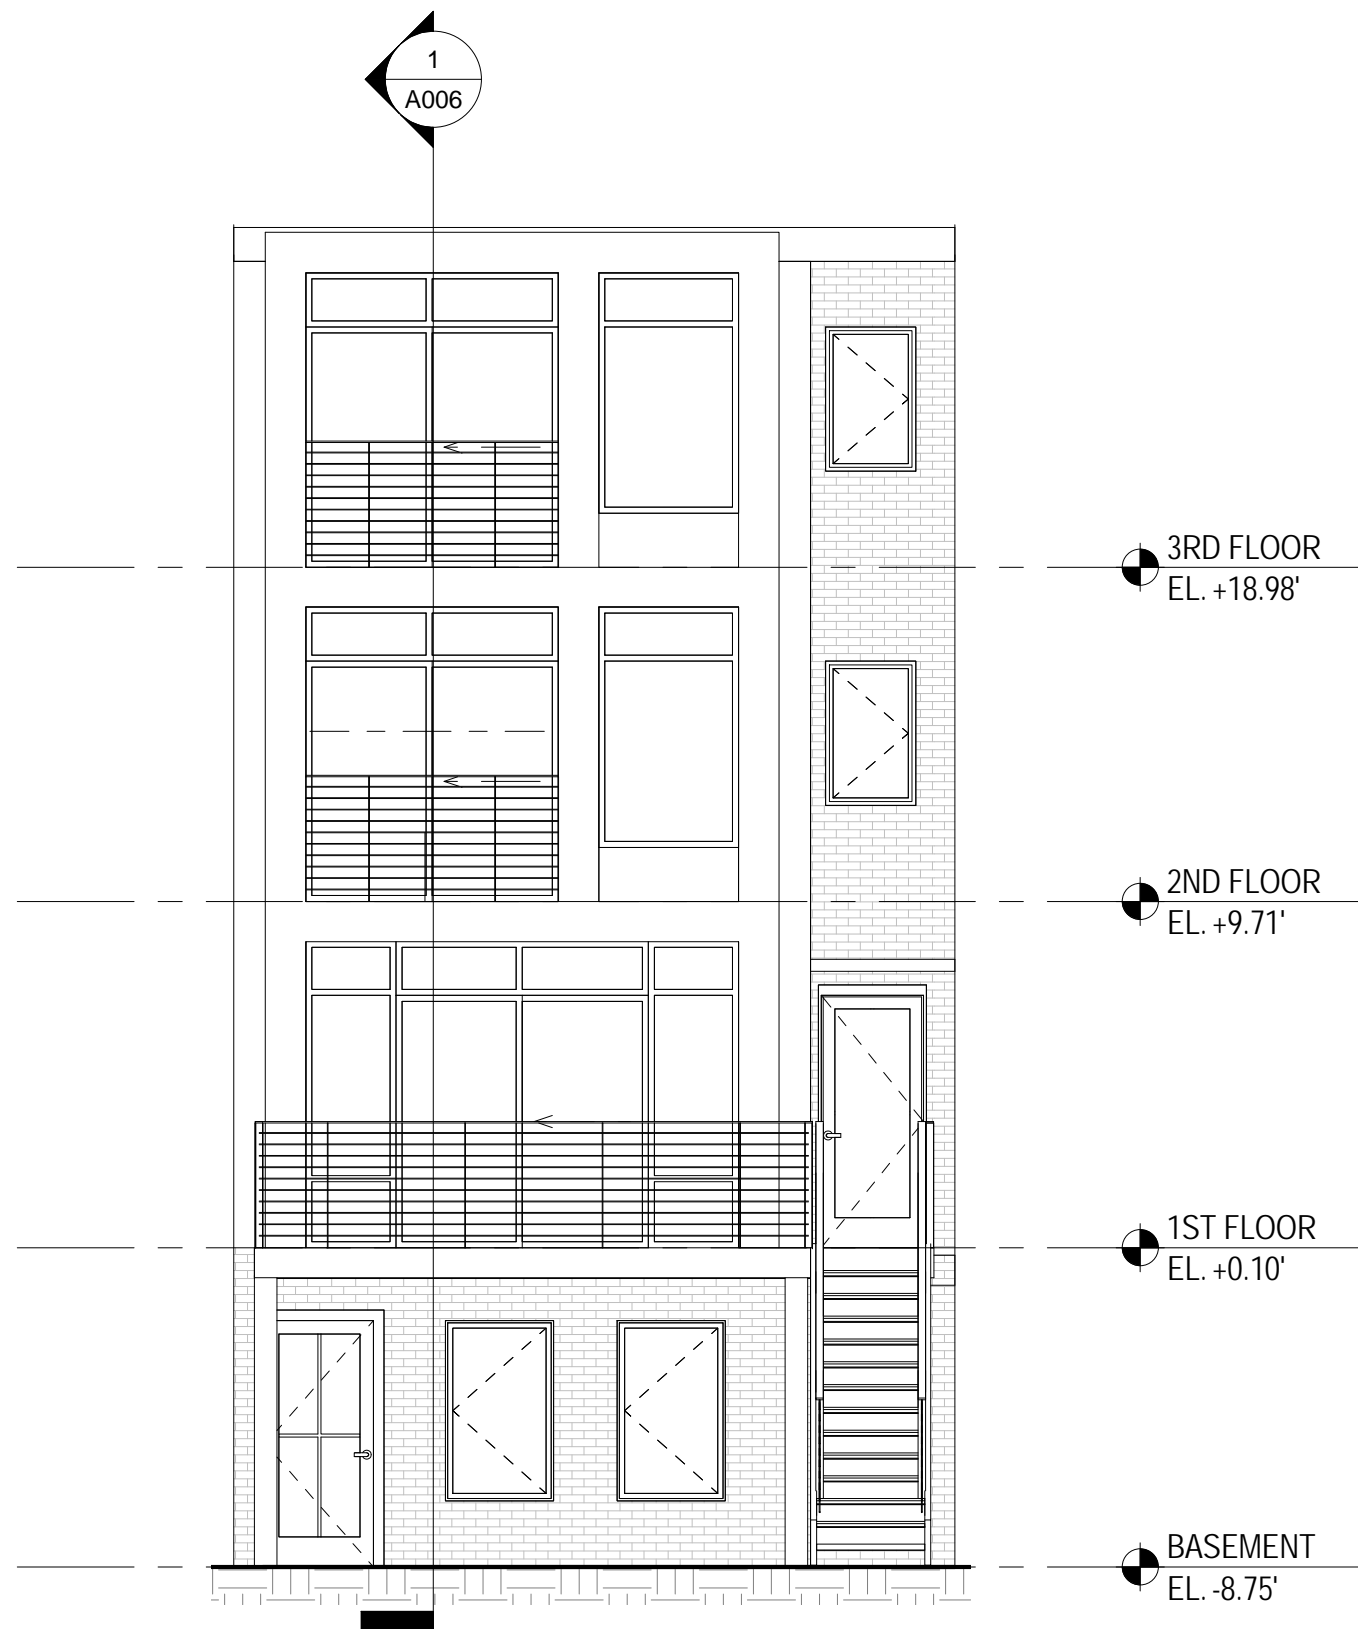 1
A006
3RD FLOOR
EL. +18.98'
2ND FLOOR
EL. +9.71'
1ST FLOOR
EL. +0.10'
BASEMENT
EL. -8.75'